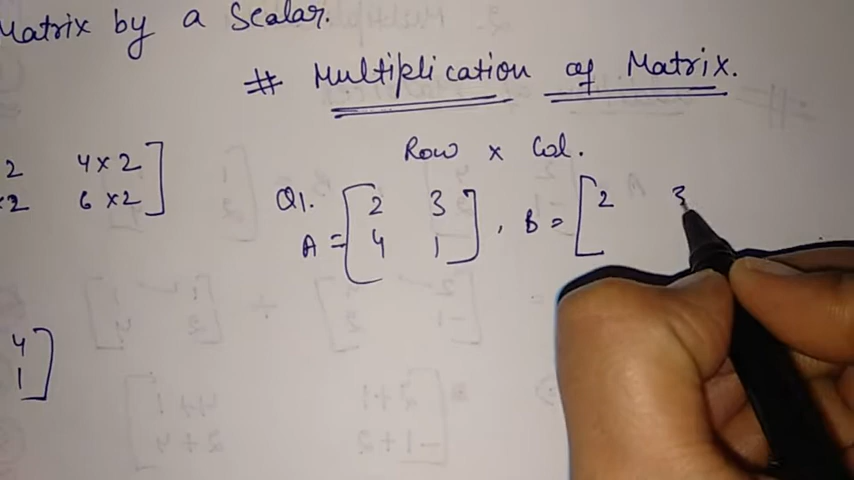 Matrix by a Scalar.
# Multiplication of Matrix.
2 4×2
×2 6×2
Row × Col.
Q1. A = [2 3
4 1] , B = [2 3
4
1